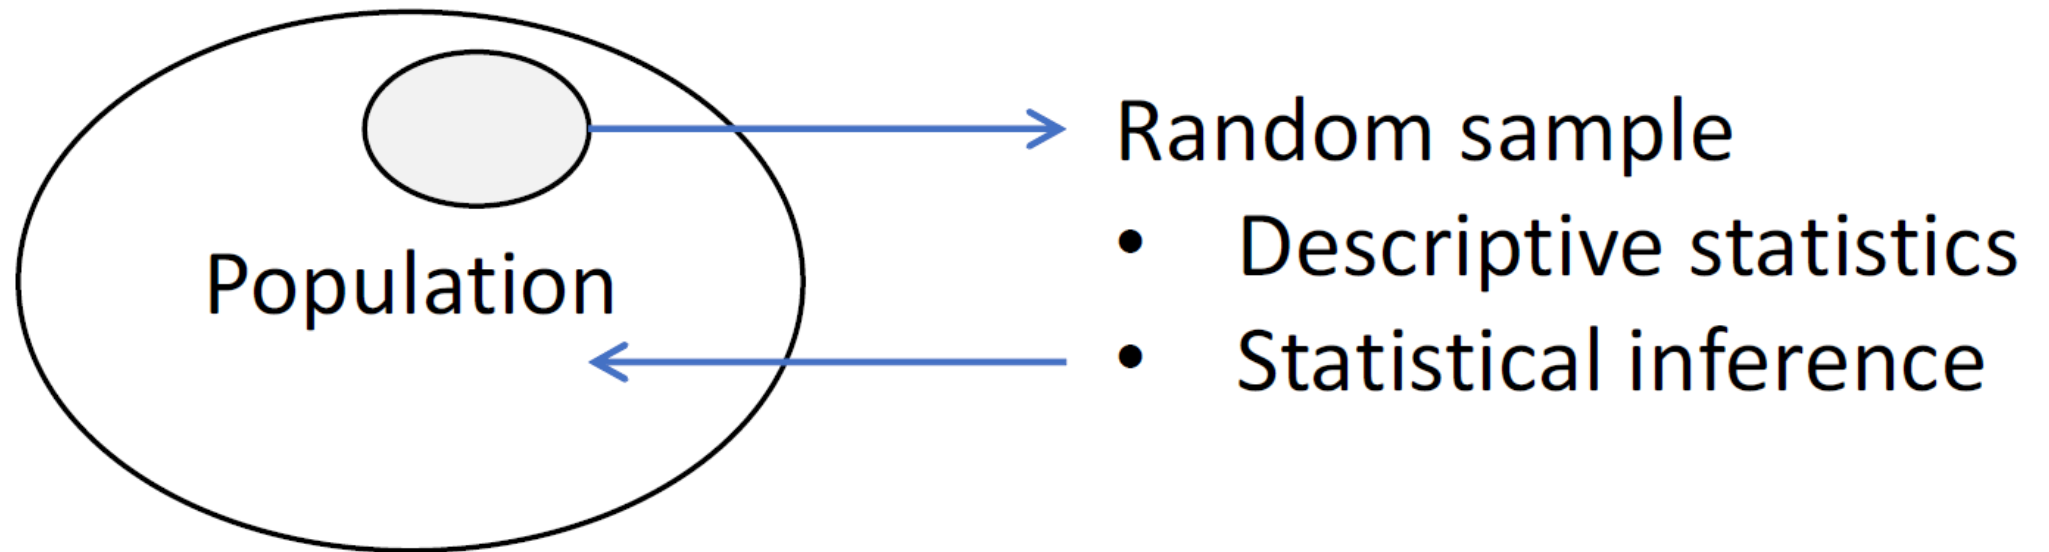 Random sample
• Descriptive statistics
Population
• Statistical inference